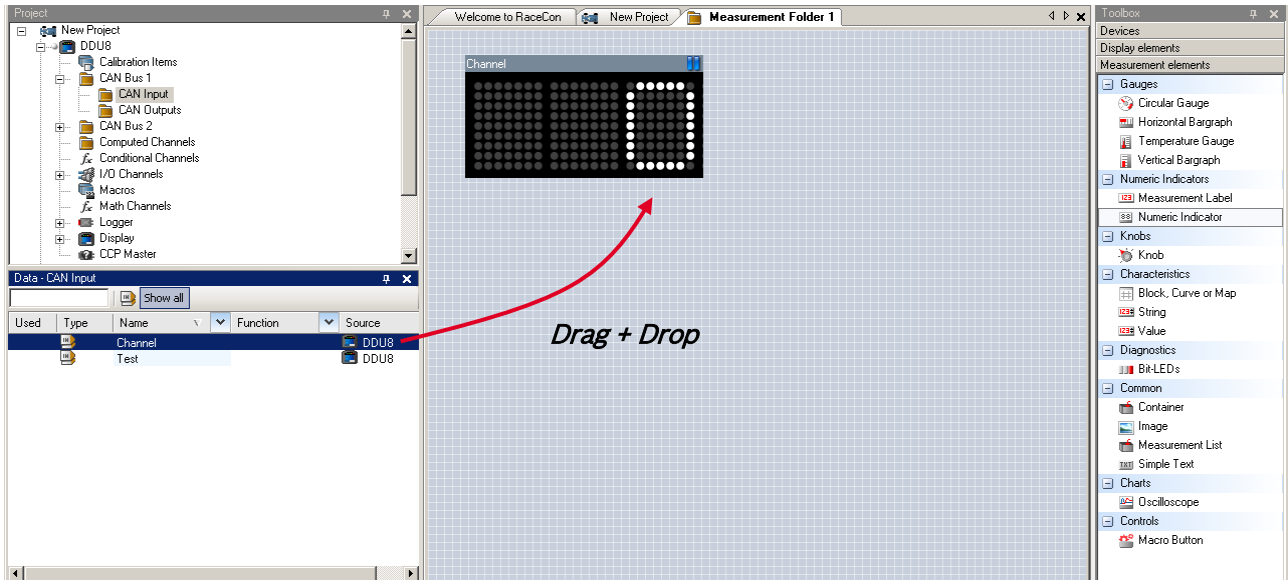 Project
New Project
DDU8
Calibration Items
CAN Bus 1
CAN Input
CAN Outputs
CAN Bus 2
Computed Channels
fx Conditional Channels
I/O Channels
Macros
fx Math Channels
Logger
Display
CCP Master
Data - CAN Input
Show all
Used Type Name Function Source
Channel DDU8
Test DDU8
Welcome to RaceCon New Project Measurement Folder 1
Channel
0
Drag + Drop
Toolbox
Devices
Display elements
Measurement elements
Gauges
Circular Gauge
Horizontal Bargraph
Temperature Gauge
Vertical Bargraph
Numeric Indicators
Measurement Label
Numeric Indicator
Knobs
Knob
Characteristics
Block, Curve or Map
String
Value
Diagnostics
Bit-LEDs
Common
Container
Image
Measurement List
TXT Simple Text
Charts
Oscilloscope
Controls
Macro Button